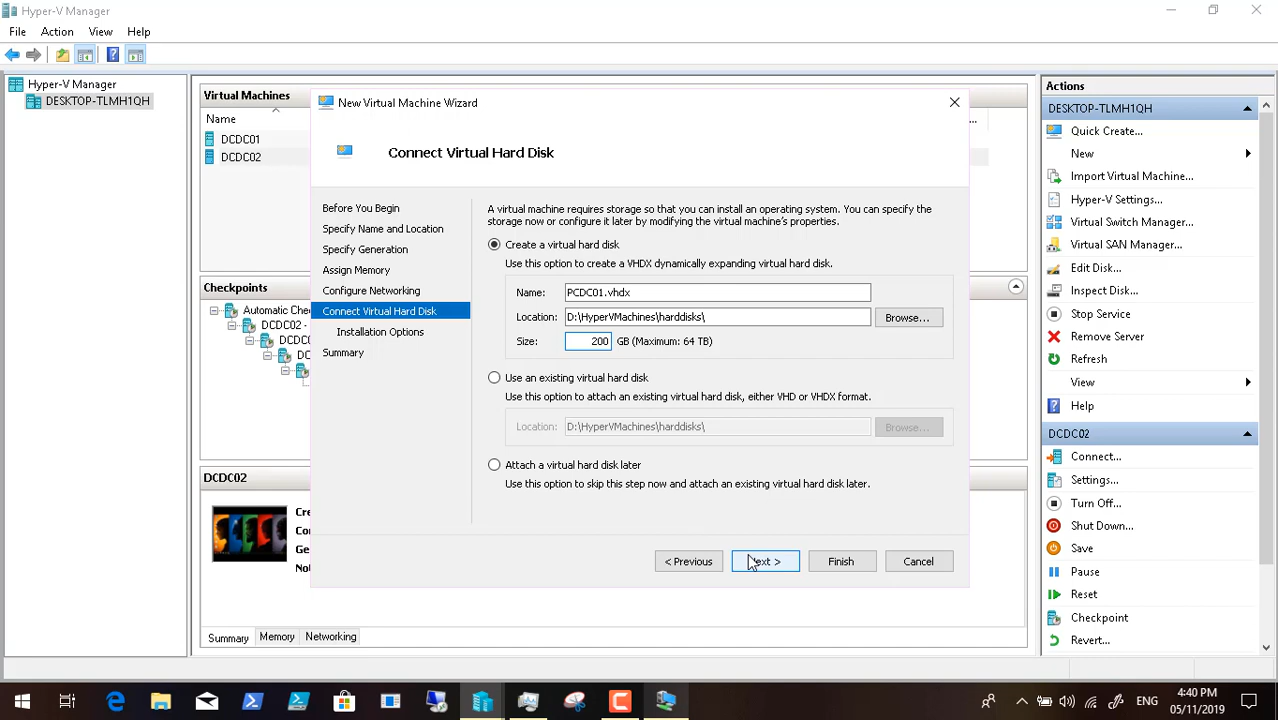 Hyper-V Manager
File Action View Help
Hyper-V Manager
DESKTOP-TLMH1QH
Virtual Machines
Name
DCDC01
DCDC02
Checkpoints
Automatic Che
DCDC02 -
DCDC
DC
DCDC02
Cre
Co
Ge
No
Summary Memory Networking
New Virtual Machine Wizard
Connect Virtual Hard Disk
Before You Begin
Specify Name and Location
Specify Generation
Assign Memory
Configure Networking
Connect Virtual Hard Disk
Installation Options
Summary
A virtual machine requires storage so that you can install an operating system. You can specify the
storage now or configure it later by modifying the virtual machine's properties.
Create a virtual hard disk
Use this option to create a VHDX dynamically expanding virtual hard disk.
Name: PCDC01.vhdx
Location: D:\HyperVMachines\harddisks\ Browse...
Size: 200 GB (Maximum: 64 TB)
Use an existing virtual hard disk
Use this option to attach an existing virtual hard disk, either VHD or VHDX format.
Location: D:\HyperVMachines\harddisks\ Browse...
Attach a virtual hard disk later
Use this option to skip this step now and attach an existing virtual hard disk later.
< Previous ext > Finish Cancel
...
Actions
DESKTOP-TLMH1QH
Quick Create...
New
Import Virtual Machine...
Hyper-V Settings...
Virtual Switch Manager...
Virtual SAN Manager...
Edit Disk...
Inspect Disk...
Stop Service
Remove Server
Refresh
View
Help
DCDC02
Connect...
Settings...
Turn Off...
Shut Down...
Save
Pause
Reset
Checkpoint
Revert...
ENG
4:40 PM
05/11/2019